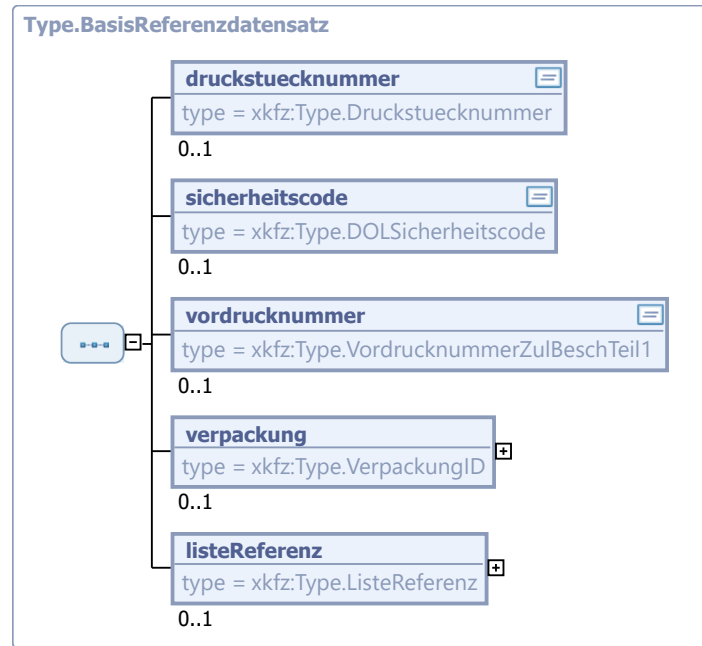 Type.BasisReferenzdatensatz
druckstuecknummer
type = xkfz:Type.Druckstuecknummer
0..1
sicherheitscode
type = xkfz:Type.DOLSicherheitscode
0..1
vordrucknummer
type = xkfz:Type.VordrucknummerZulBeschTeil1
0..1
verpackung
type = xkfz:Type.VerpackungID
0..1
listeReferenz
type = xkfz:Type.ListeReferenz
0..1